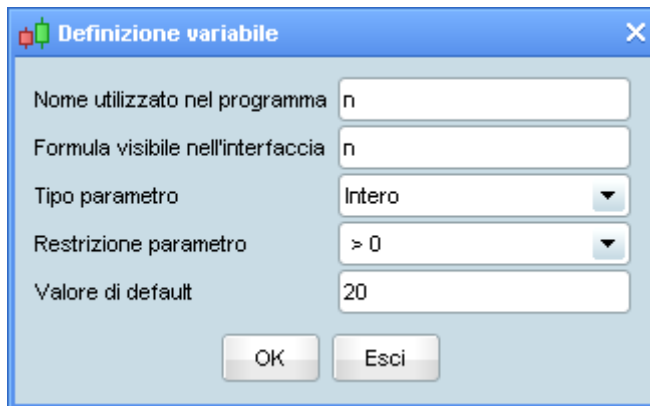 Definizione variabile
Nome utilizzato nel programma n
Formula visibile nell'interfaccia n
Tipo parametro Intero
Restrizione parametro > 0
Valore di default 20
OK Esci